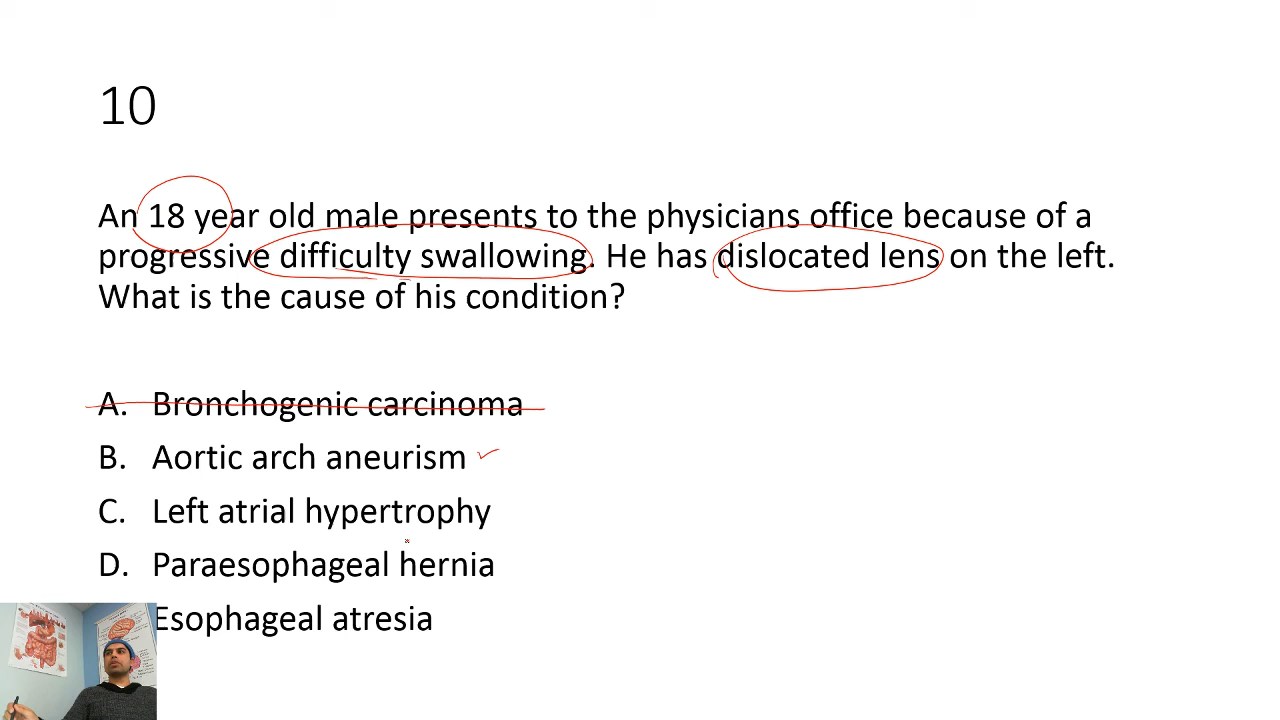 10
An 18 year old male presents to the physicians office because of a
progressive difficulty swallowing. He has dislocated lens on the left.
What is the cause of his condition?
A. Bronchogenic carcinoma
B. Aortic arch aneurism
C. Left atrial hypertrophy
D. Paraesophageal hernia
Esophageal atresia